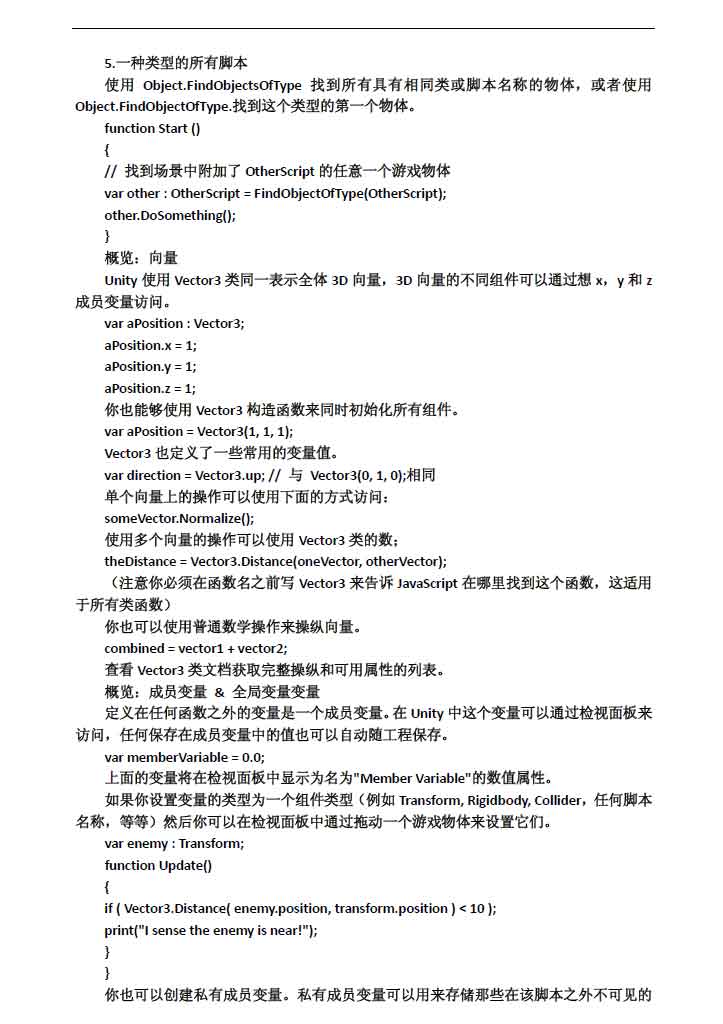 5.一种类型的所有脚本
使用 Object.FindObjectsOfType 找到所有具有相同类或脚本名称的物体，或者使用
Object.FindObjectOfType.找到这个类型的第一个物体。
function Start ()
{
// 找到场景中附加了 OtherScript 的任意一个游戏物体
var other : OtherScript = FindObjectOfType(OtherScript);
other.DoSomething();
}
概览：向量
Unity 使用 Vector3 类同一表示全体 3D 向量，3D 向量的不同组件可以通过想 x，y 和 z
成员变量访问。
var aPosition : Vector3;
aPosition.x = 1;
aPosition.y = 1;
aPosition.z = 1;
你也能够使用 Vector3 构造函数来同时初始化所有组件。
var aPosition = Vector3(1, 1, 1);
Vector3 也定义了一些常用的变量值。
var direction = Vector3.up; // 与 Vector3(0, 1, 0);相同
单个向量上的操作可以使用下面的方式访问：
someVector.Normalize();
使用多个向量的操作可以使用 Vector3 类的数；
theDistance = Vector3.Distance(oneVector, otherVector);
（注意你必须在函数名之前写 Vector3 来告诉 JavaScript 在哪里找到这个函数，这适用
于所有类函数）
你也可以使用普通数学操作来操纵向量。
combined = vector1 + vector2;
查看 Vector3 类文档获取完整操纵和可用属性的列表。
概览：成员变量 & 全局变量变量
定义在任何函数之外的变量是一个成员变量。在 Unity 中这个变量可以通过检视面板来
访问，任何保存在成员变量中的值也可以自动随工程保存。
var memberVariable = 0.0;
上面的变量将在检视面板中显示为名为"Member Variable"的数值属性。
如果你设置变量的类型为一个组件类型（例如 Transform, Rigidbody, Collider，任何脚本
名称，等等）然后你可以在检视面板中通过拖动一个游戏物体来设置它们。
var enemy : Transform;
function Update()
{
if ( Vector3.Distance( enemy.position, transform.position ) < 10 );
print("I sense the enemy is near!");
}
}
你也可以创建私有成员变量。私有成员变量可以用来存储那些在该脚本之外不可见的